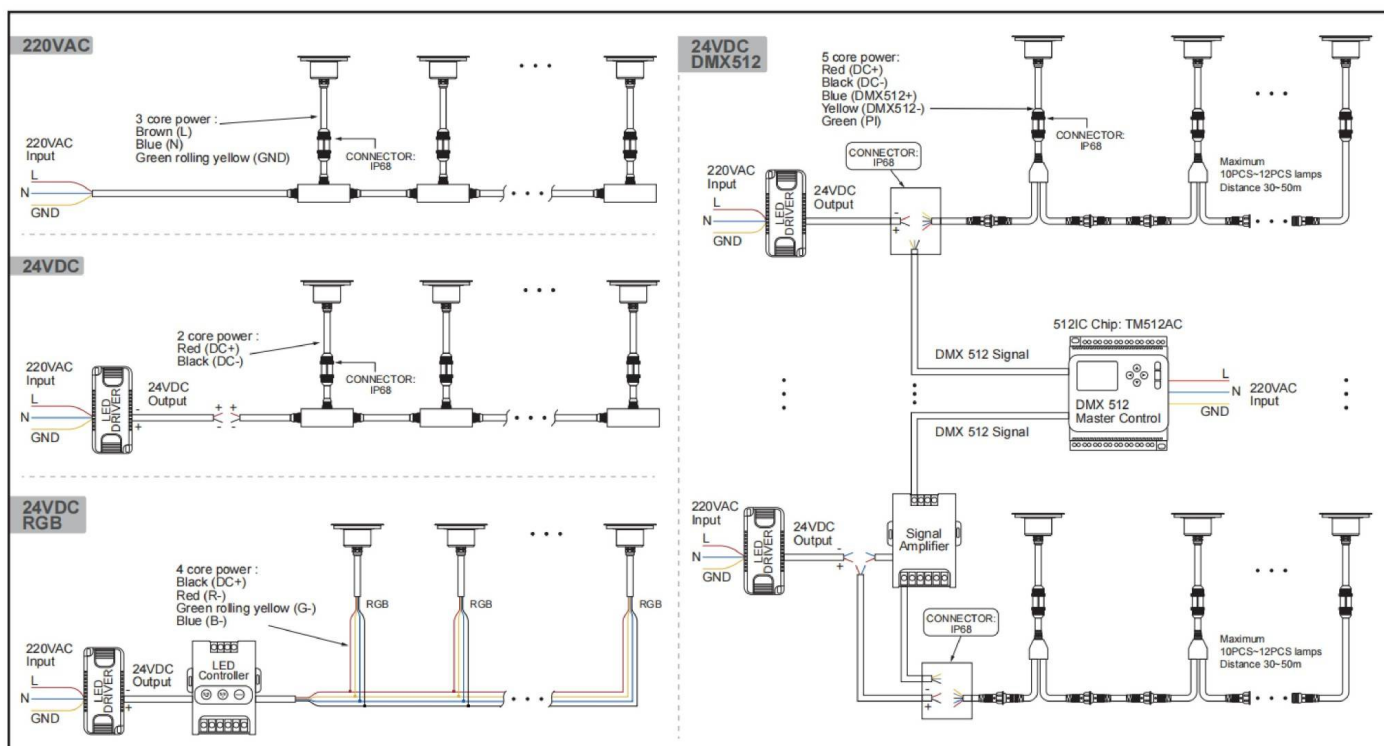 220VAC
3 core power :
Brown (L)
Blue (N)
Green rolling yellow (GND)
220VAC
Input
L
N
GND
CONNECTOR:
IP68
24VDC
2 core power :
Red (DC+)
Black (DC-)
220VAC
Input
L
N
GND
LED
DRIVER
-
+
24VDC
Output
+ +
- -
CONNECTOR:
IP68
24VDC
RGB
4 core power :
Black (DC+)
Red (R-)
Green rolling yellow (G-)
Blue (B-)
RGB
RGB
RGB
220VAC
Input
L
N
GND
LED
DRIVER
-
+
24VDC
Output
LED
Controller
24VDC
DMX512
5 core power:
Red (DC+)
Black (DC-)
Blue (DMX512+)
Yellow (DMX512-)
Green (PI)
CONNECTOR:
IP68
CONNECTOR:
IP68
Maximum
10PCS~12PCS lamps
Distance 30~50m
220VAC
Input
L
N
GND
LED
DRIVER
24VDC
Output
-
+
512IC Chip: TM512AC
DMX 512 Signal
DMX 512
Master Control
L
N
GND
220VAC
Input
DMX 512 Signal
220VAC
Input
L
N
GND
LED
DRIVER
24VDC
Output
-
+
Signal
Amplifier
CONNECTOR:
IP68
-
+
Maximum
10PCS~12PCS lamps
Distance 30~50m